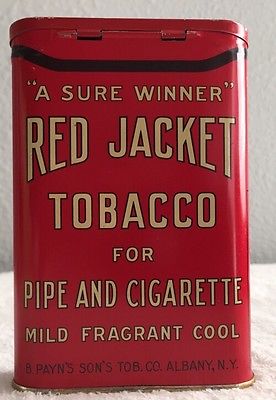 "A SURE WINNER"
RED JACKET
TOBACCO
FOR
PIPE AND CIGARETTE
MILD FRAGRANT COOL
B. PAYN'S SON'S TOB. CO. ALBANY, N.Y.